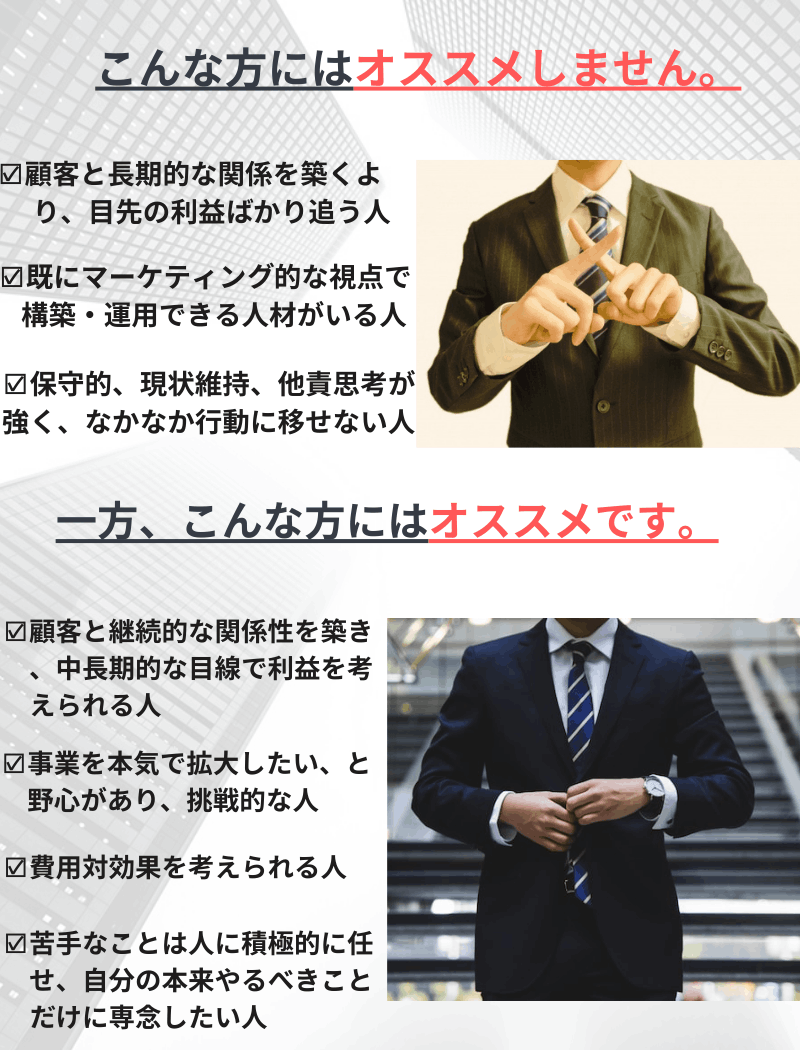 こんな方にはオススメしません。
☑顧客と長期的な関係を築くよ
り、目先の利益ばかり追う人
☑既にマーケティング的な視点で
構築・運用できる人材がいる人
☑保守的、現状維持、他責思考が
強く、なかなか行動に移せない人
一方、こんな方にはオススメです。
☑顧客と継続的な関係性を築き
、中長期的な目線で利益を考
えられる人
☑事業を本気で拡大したい、と
野心があり、挑戦的な人
☑費用対効果を考えられる人
☑苦手なことは人に積極的に任
せ、自分の本来やるべきこと
だけに専念したい人